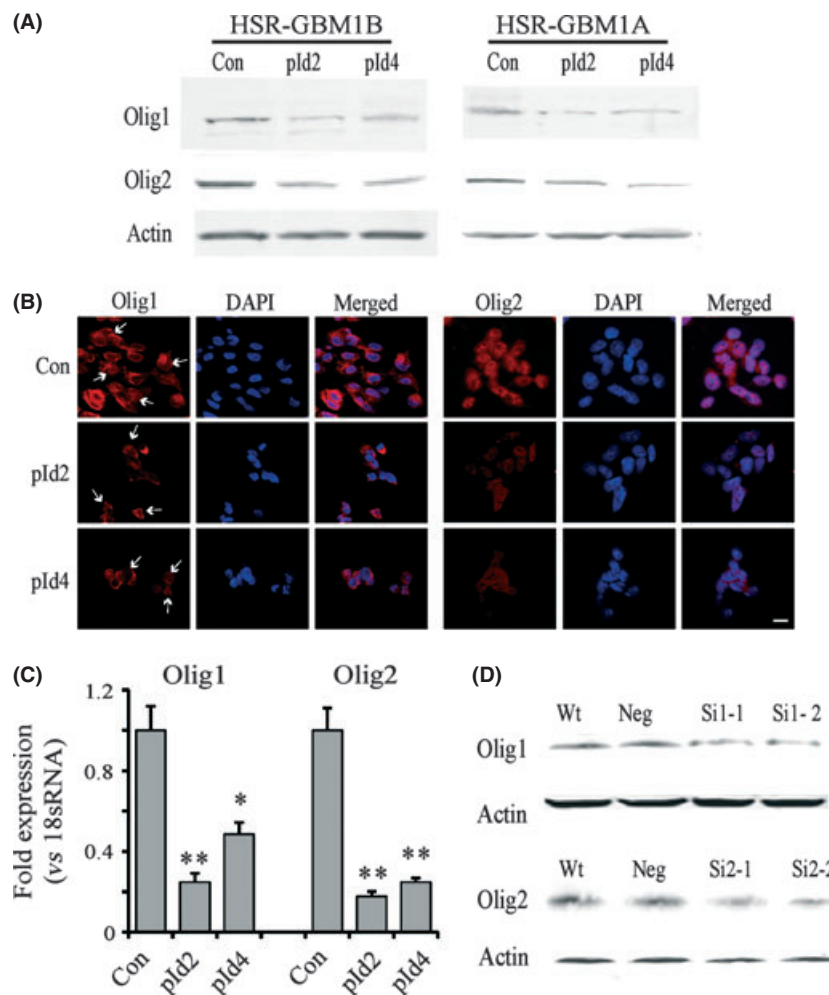 (A)
HSR-GBM1B HSR-GBM1A
Con pId2 pId4 Con pId2 pId4
Olig1
Olig2
Actin
(B)
Olig1 DAPI Merged Olig2 DAPI Merged
Con
pId2
pId4
(C)
Olig1 Olig2
Fold expression
(vs 18sRNA)
1.2
0.8
0.4
0
** * ** **
Con pId2 pId4 Con pId2 pId4
(D)
Wt Neg Si1-1 Si1-2
Olig1
Actin
Wt Neg Si2-1 Si2-2
Olig2
Actin